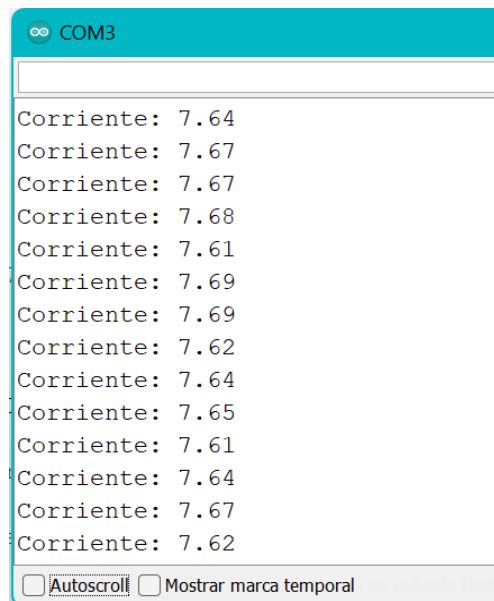 COM3
Corriente: 7.64
Corriente: 7.67
Corriente: 7.67
Corriente: 7.68
Corriente: 7.61
Corriente: 7.69
Corriente: 7.69
Corriente: 7.62
Corriente: 7.64
Corriente: 7.65
Corriente: 7.61
Corriente: 7.64
Corriente: 7.67
Corriente: 7.62
Autoscroll Mostrar marca temporal